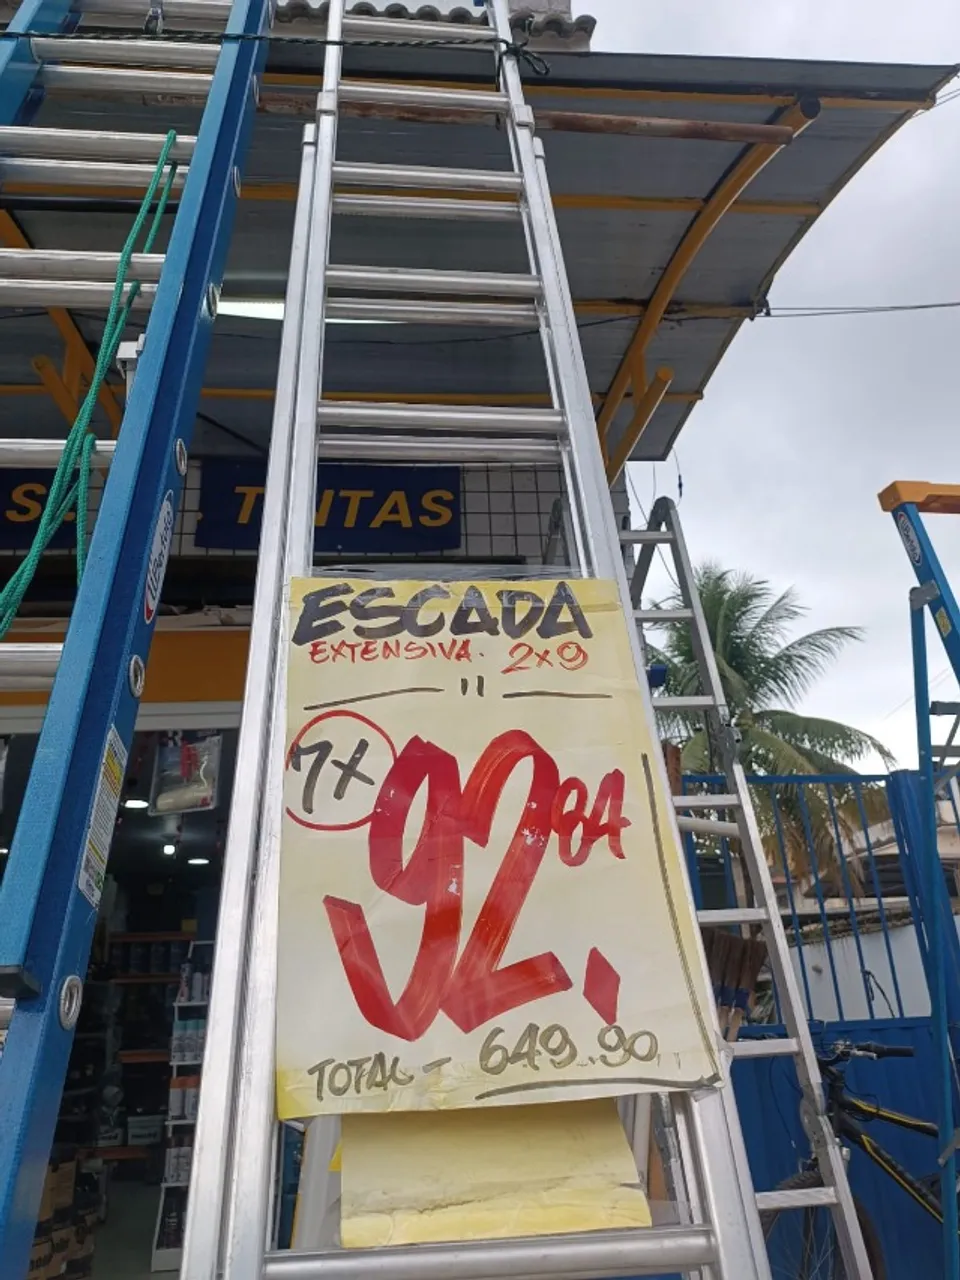 S. . TINTAS
ESCADA
EXTENSIVA. 2x9
— " —
7X 92,84
TOTAL - 649.90